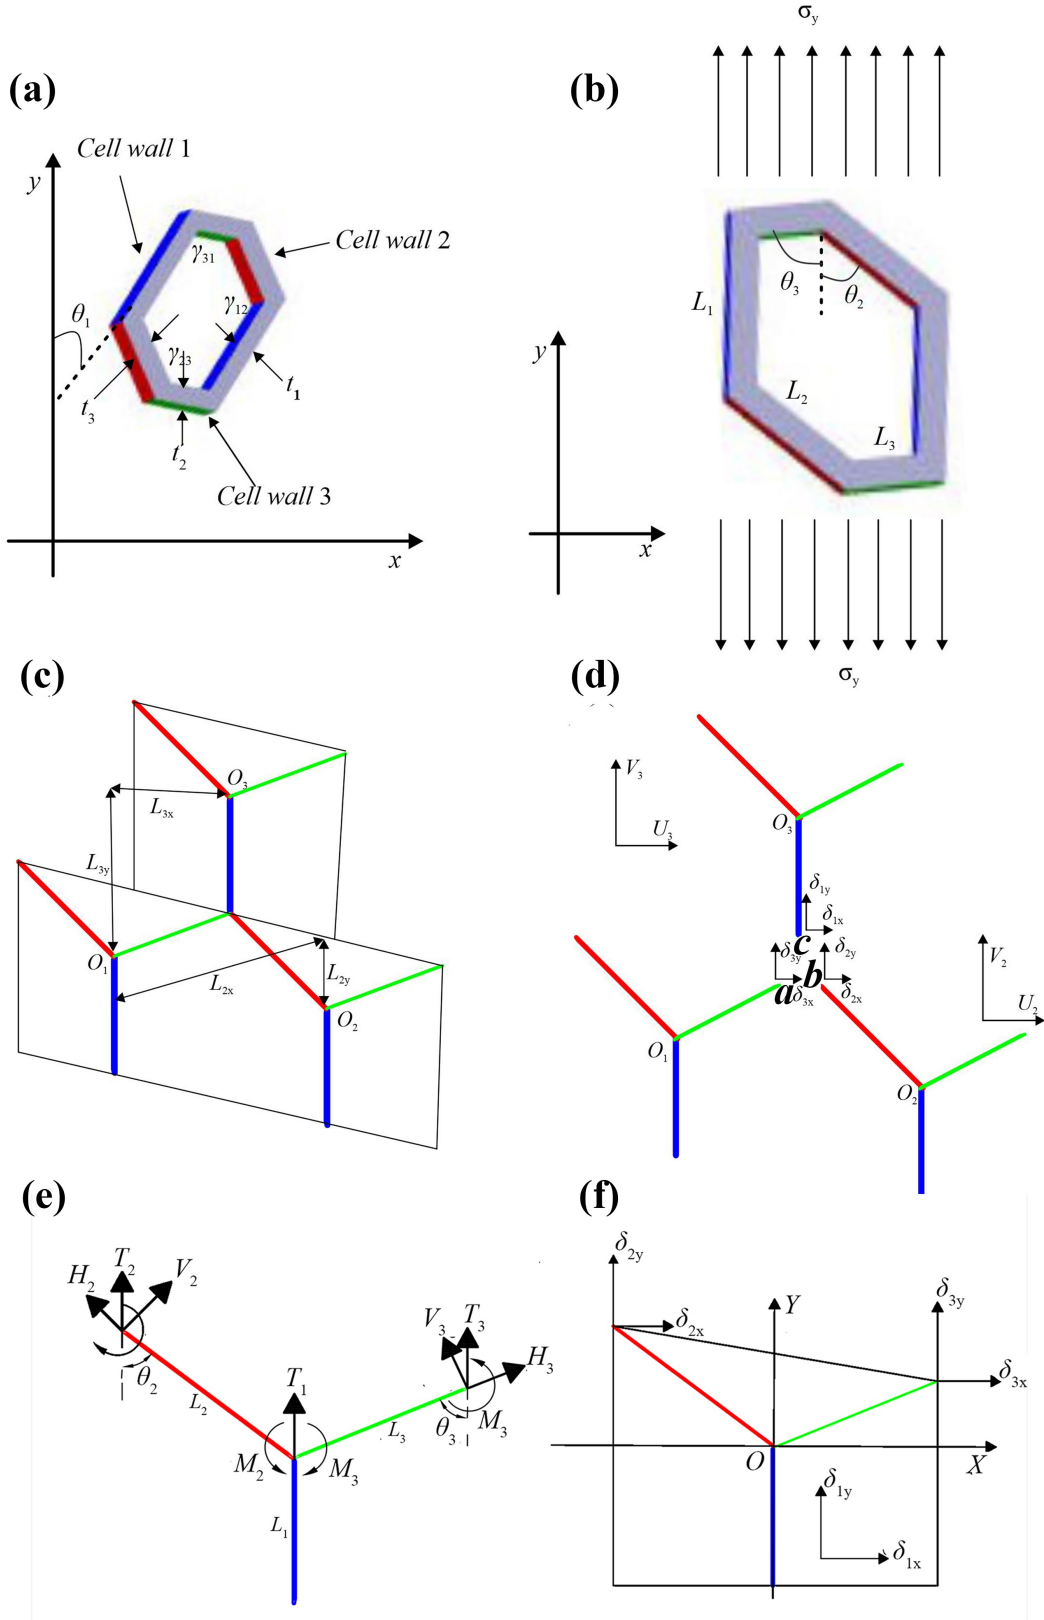 σy
(a)
(b)
Cell wall 1
y
Cell wall 2
γ31
θ1
γ12
γ23
t3
t1
t2
Cell wall 3
x
θ3
θ2
L1
L2
L3
y
x
σy
(c)
(d)
O3
L3x
L3y
O1
L2x
L2y
O2
V3
U3
O3
δ1y
δ1x
c
δ3y
δ2y
a
b
δ3x
δ2x
V2
U2
O1
O2
(e)
(f)
H2
T2
V2
θ2
L2
T1
M2
M3
L1
V3
T3
H3
L3
θ3
M3
δ2y
δ2x
Y
δ3y
δ3x
O
X
δ1y
δ1x